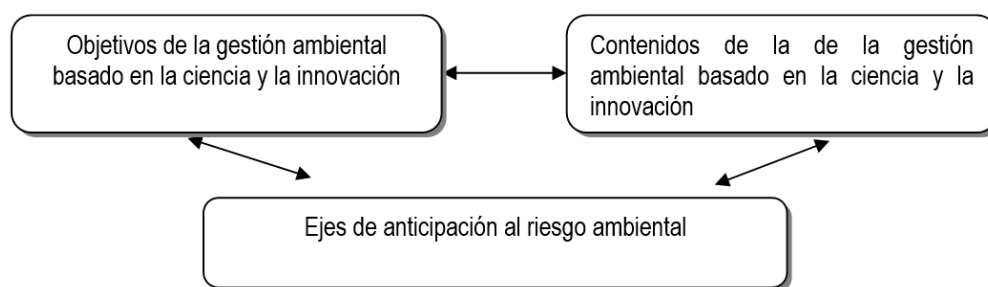 Objetivos de la gestión ambiental
basado en la ciencia y la innovación
Contenidos de la de la gestión
ambiental basado en la ciencia y la
innovación
Ejes de anticipación al riesgo ambiental